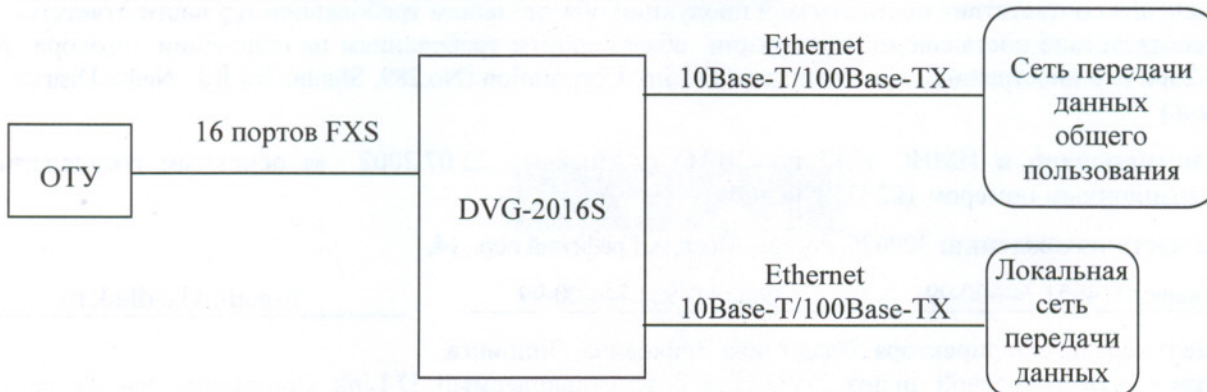 Ethernet
10Base-T/100Base-TX
Сеть передачи
данных
общего
пользования
16 портов FXS
ОТУ
DVG-2016S
Ethernet
10Base-T/100Base-TX
Локальная
сеть
передачи
данных